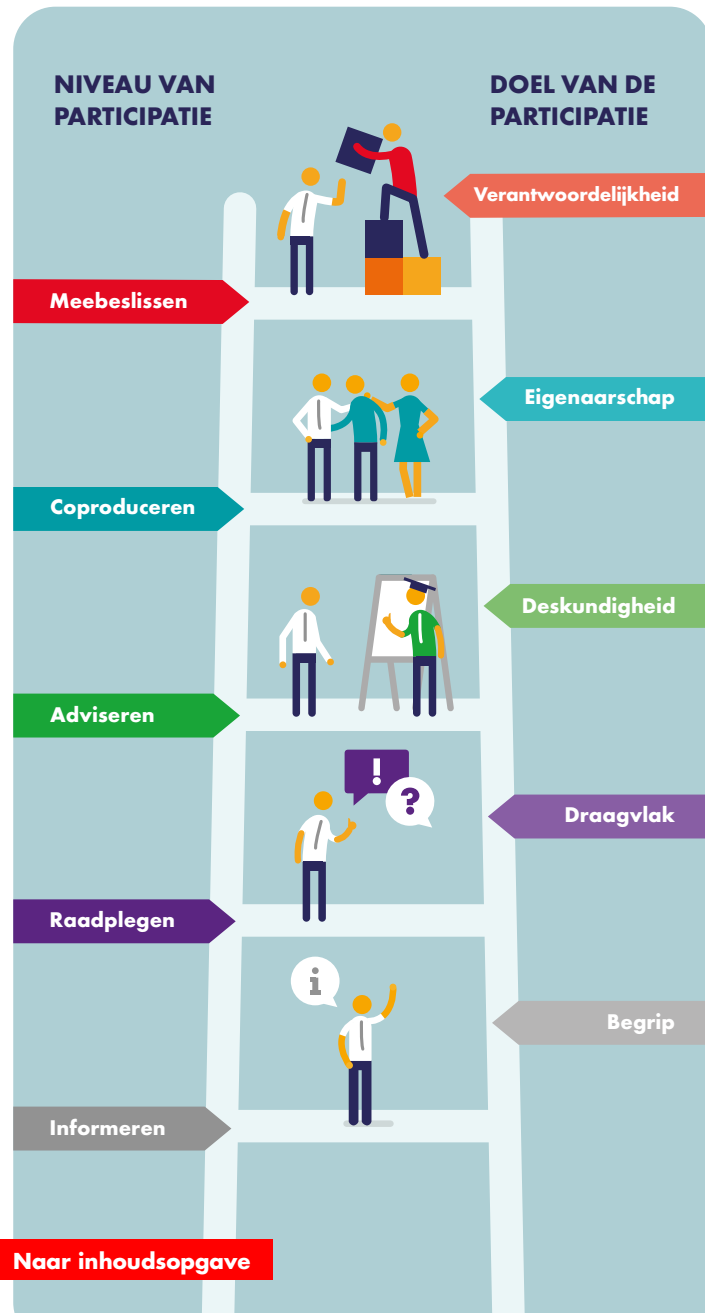 NIVEAU VAN
PARTICIPATIE
DOEL VAN DE
PARTICIPATIE
Verantwoordelijkheid
Meebeslissen
Eigenaarschap
Coproduceren
Deskundigheid
Adviseren
!
?
Draagvlak
Raadplegen
i
Begrip
Informeren
Naar inhoudsopgave